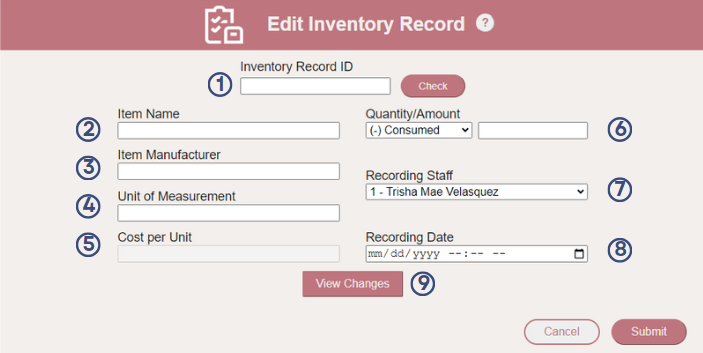 Edit Inventory Record ?
Inventory Record ID
1 Check
Item Name
2
Item Manufacturer
3
Unit of Measurement
4
Cost per Unit
5
Quantity/Amount
(-) Consumed 6
Recording Staff
1 - Trisha Mae Velasquez 7
Recording Date
mm/dd/yyyy --:-- -- 8
View Changes 9
Cancel Submit